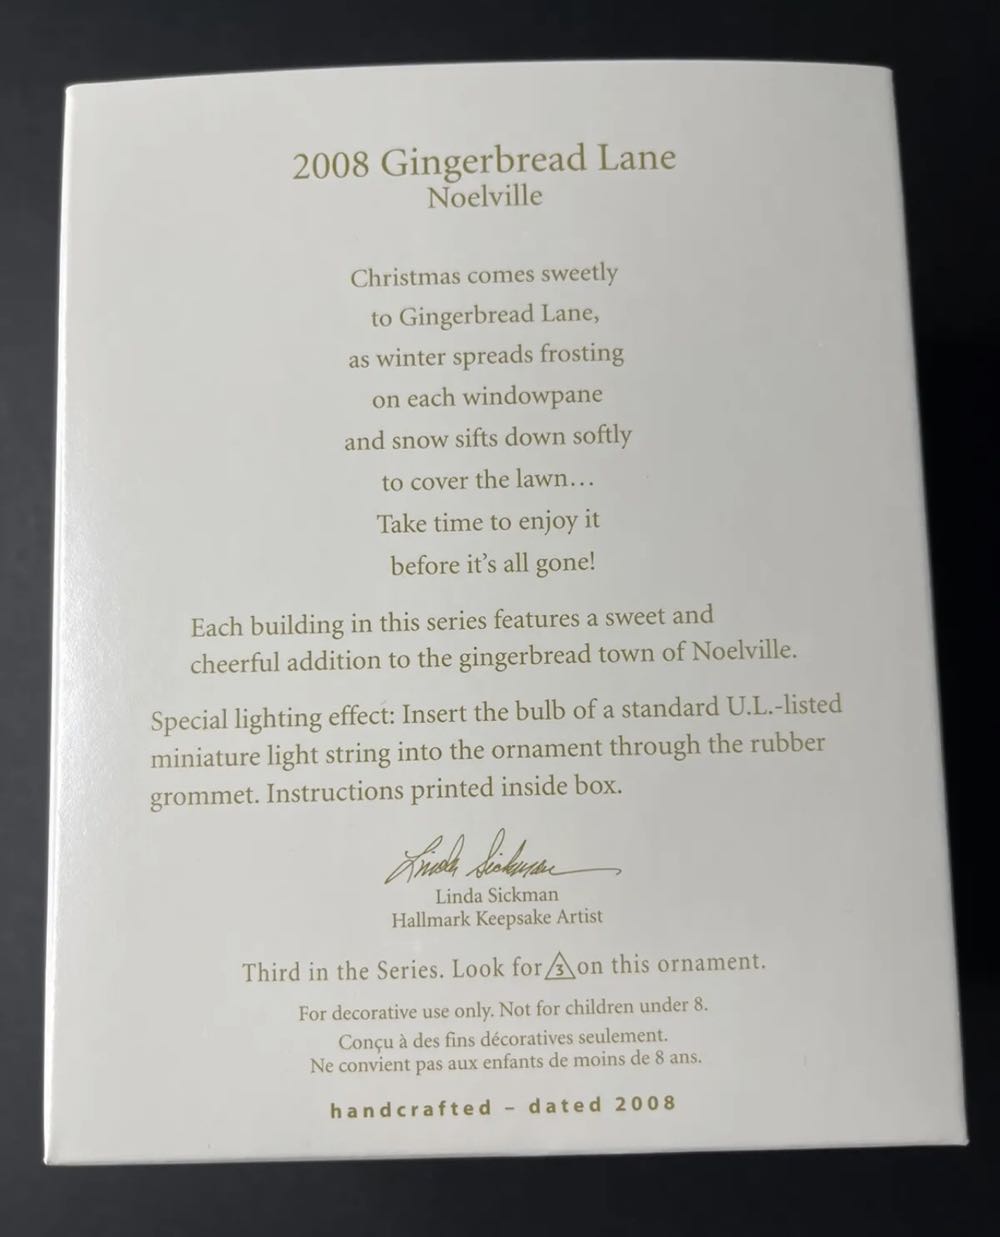 2008 Gingerbread Lane
Noelville
Christmas comes sweetly
to Gingerbread Lane,
as winter spreads frosting
on each windowpane
and snow sifts down softly
to cover the lawn…
Take time to enjoy it
before it's all gone!
Each building in this series features a sweet and
cheerful addition to the gingerbread town of Noelville.
Special lighting effect: Insert the bulb of a standard U.L.-listed
miniature light string into the ornament through the rubber
grommet. Instructions printed inside box.
Linda Sickman
Linda Sickman
Hallmark Keepsake Artist
Third in the Series. Look for 3 on this ornament.
For decorative use only. Not for children under 8.
Conçu à des fins décoratives seulement.
Ne convient pas aux enfants de moins de 8 ans.
handcrafted – dated 2008